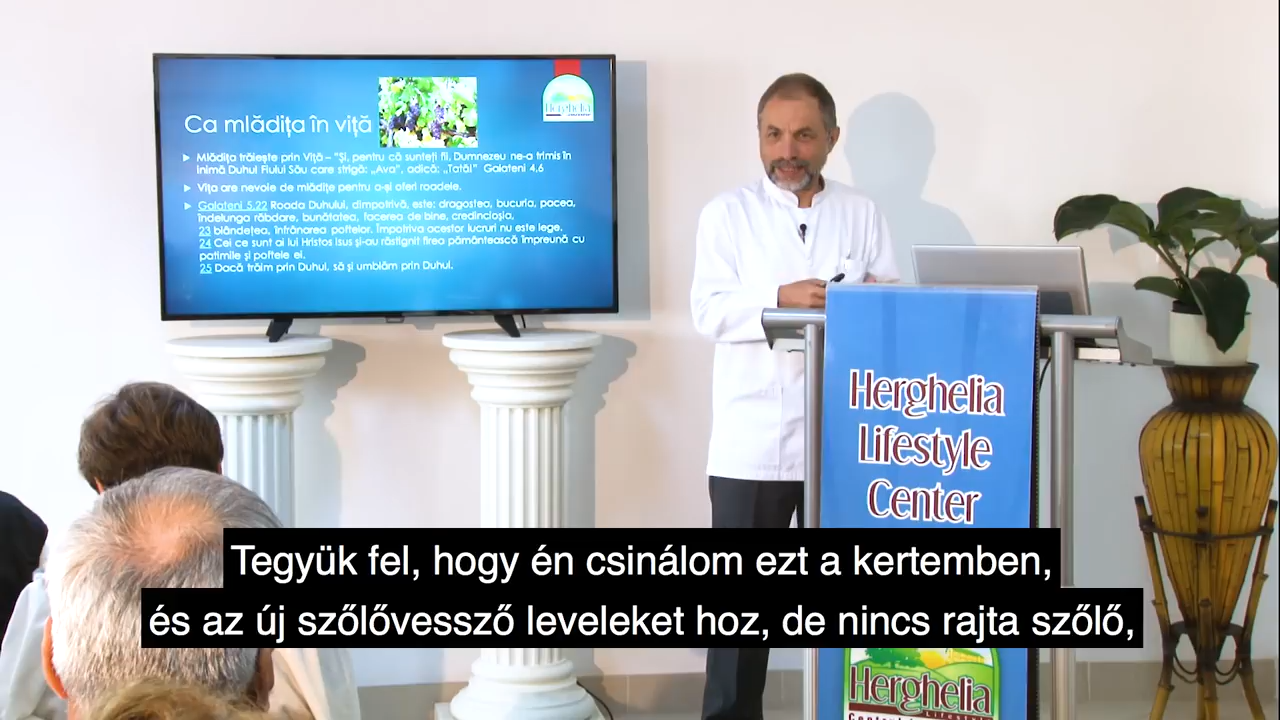 Ca mlădița în viță
Herghelia
Mlădița trăiește prin Viță – "Și, pentru că sunteți fii, Dumnezeu ne-a trimis în
inimă Duhul Fiului Său care strigă: „Ava", adică: „Tată!" Galateni 4,6
Vița are nevoie de mlădițe pentru a-și oferi roadele.
Galateni 5.22 Roada Duhului, dimpotrivă, este: dragostea, bucuria, pacea,
îndelunga răbdare, bunătatea, facerea de bine, credincioșia,
23 blândețea, înfrânarea poftelor. Împotriva acestor lucruri nu este lege.
24 Cei ce sunt ai lui Hristos Isus și-au răstignit firea pământească împreună cu
patimile și poftele ei.
25 Dacă trăim prin Duhul, să și umblăm prin Duhul.
Herghelia
Lifestyle
Center
Tegyük fel, hogy én csinálom ezt a kertemben,
és az új szőlővessző leveleket hoz, de nincs rajta szőlő,
Herghelia